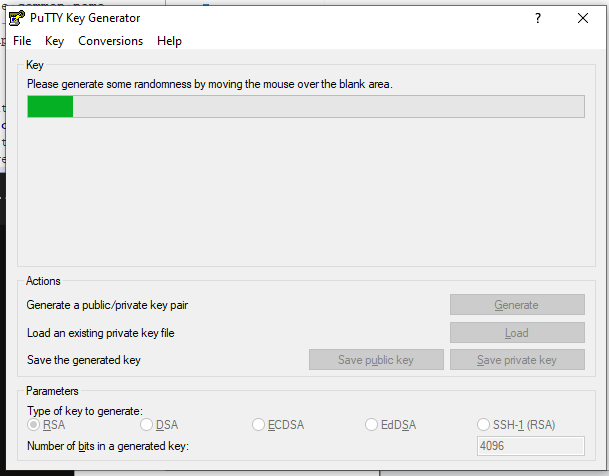 PuTTY Key Generator
?
File Key Conversions Help
Key
Please generate some randomness by moving the mouse over the blank area.
Actions
Generate a public/private key pair
Generate
Load an existing private key file
Load
Save the generated key
Save public key
Save private key
Parameters
Type of key to generate:
RSA DSA ECDSA EdDSA SSH-1 (RSA)
Number of bits in a generated key:
4096